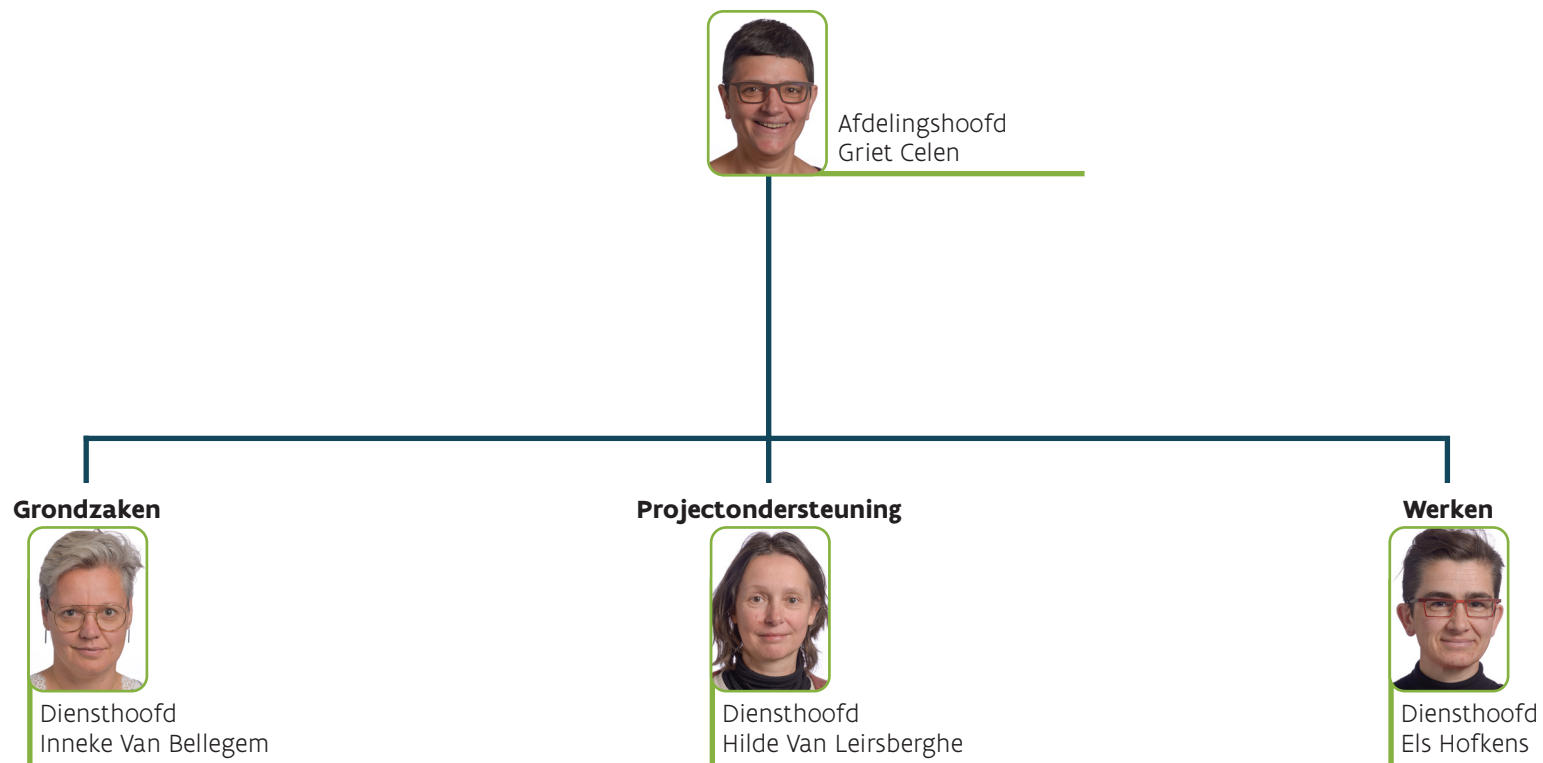 Afdelingshoofd
Griet Celen
Grondzaken
Diensthoofd
Inneke Van Bellegem
Projectondersteuning
Diensthoofd
Hilde Van Leirsberghe
Werken
Diensthoofd
Els Hofkens